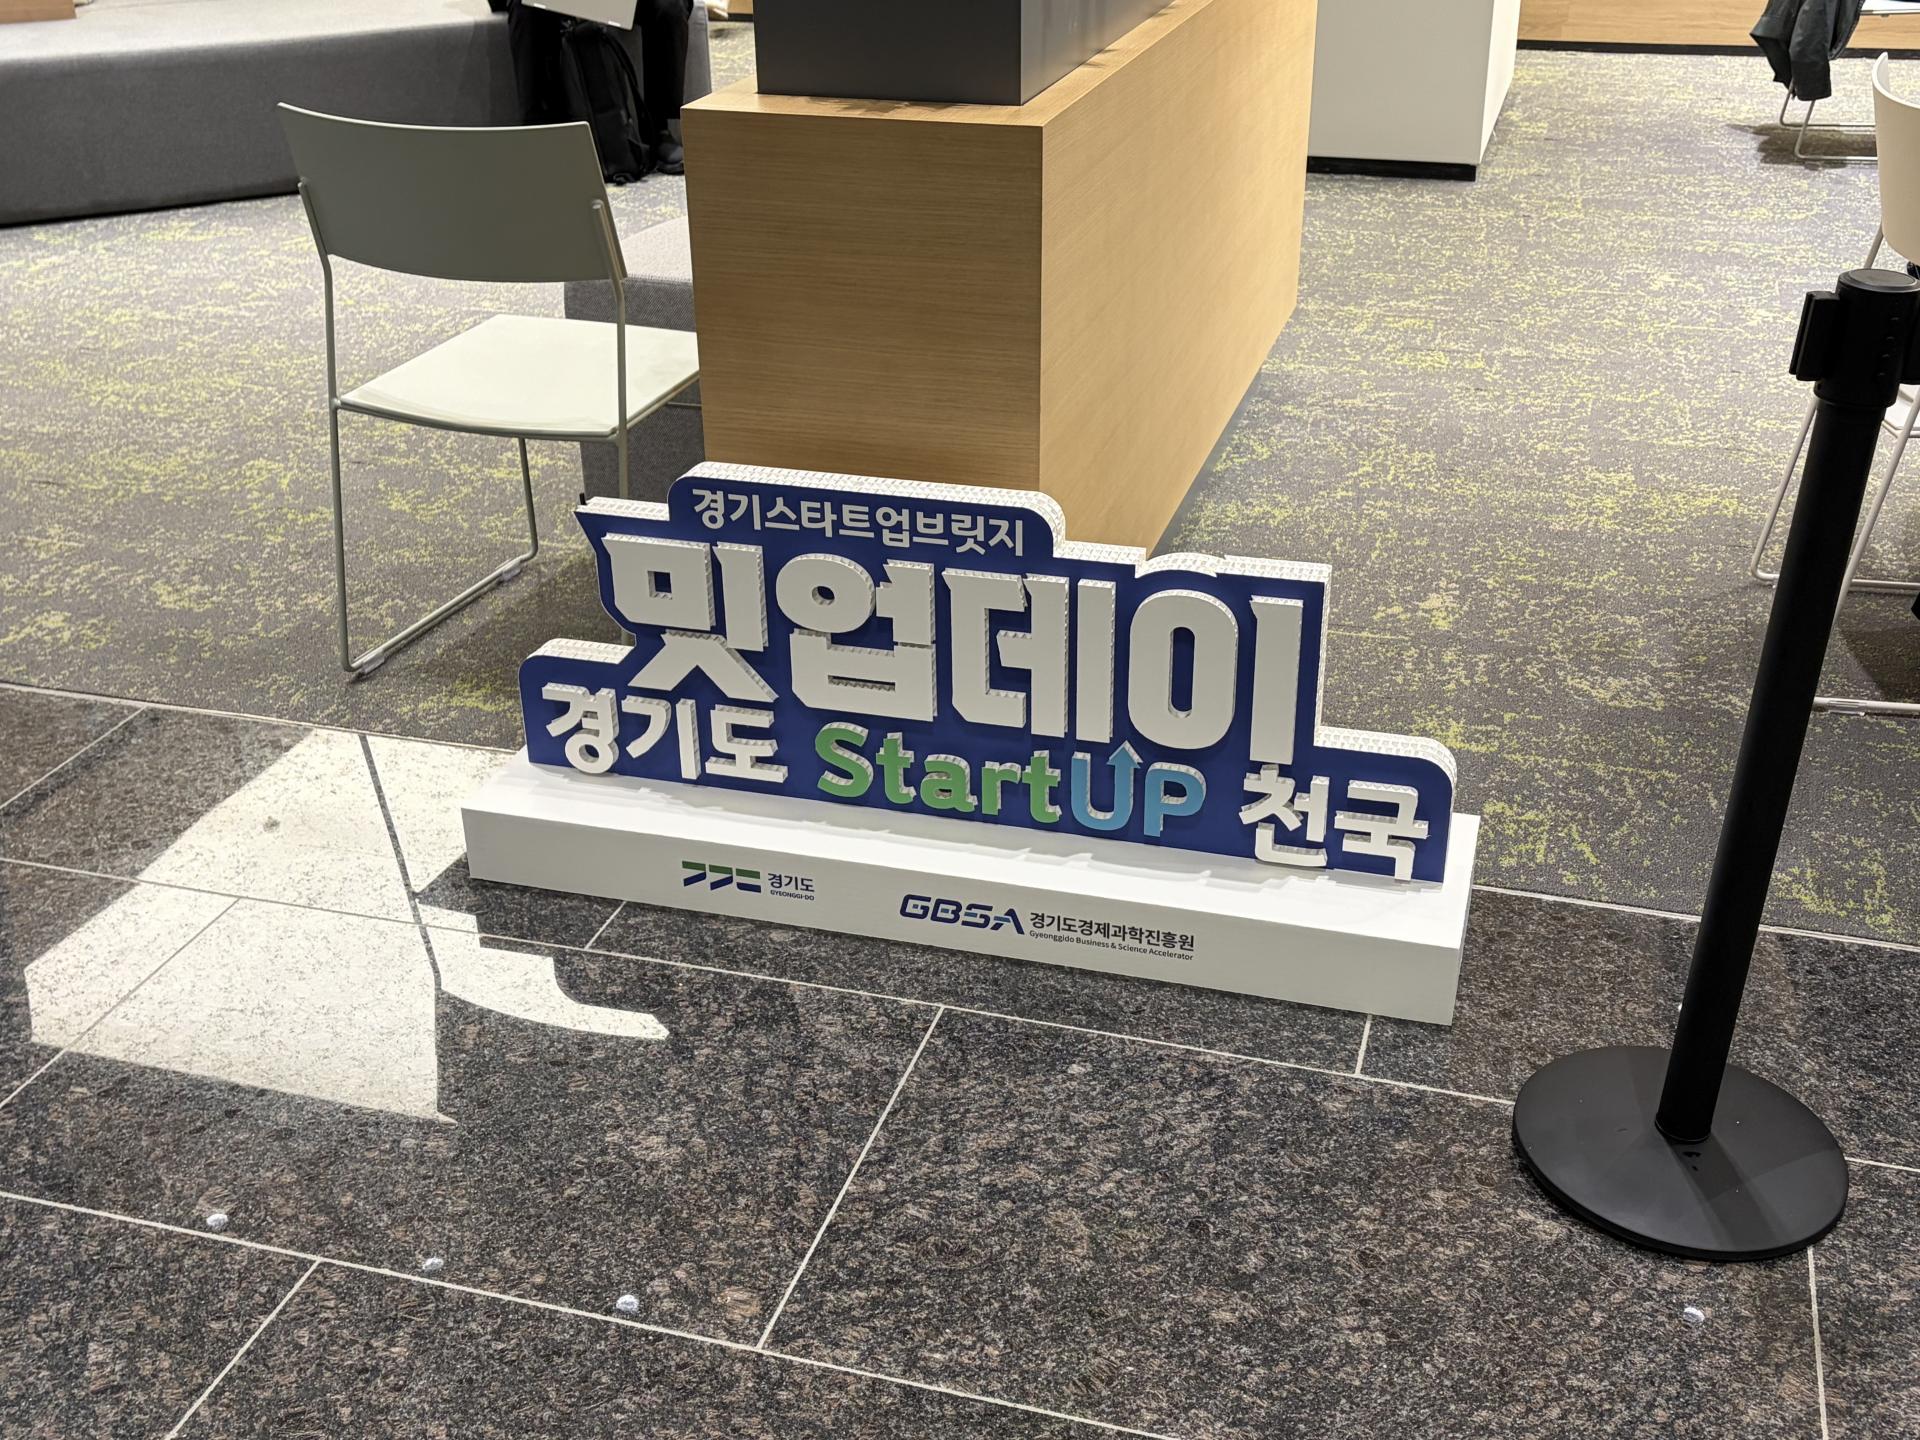 경기스타트업브릿지
밋업데이
경기도 StartUP 천국
경기도
GYEONGGI-DO
GBSA 경기도경제과학진흥원
Gyeonggido Business & Science Accelerator